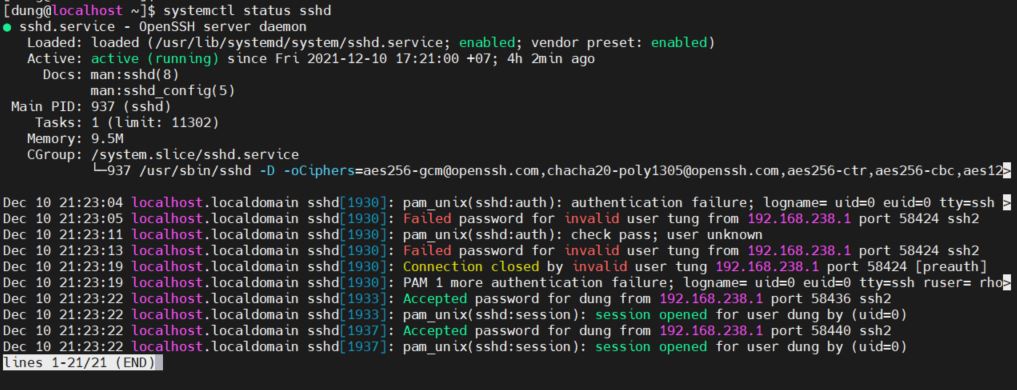 [dung@localhost ~]$ systemctl status sshd
● sshd.service - OpenSSH server daemon
   Loaded: loaded (/usr/lib/systemd/system/sshd.service; enabled; vendor preset: enabled)
   Active: active (running) since Fri 2021-12-10 17:21:00 +07; 4h 2min ago
     Docs: man:sshd(8)
           man:sshd_config(5)
 Main PID: 937 (sshd)
    Tasks: 1 (limit: 11302)
   Memory: 9.5M
   CGroup: /system.slice/sshd.service
           └─937 /usr/sbin/sshd -D -oCiphers=aes256-gcm@openssh.com,chacha20-poly1305@openssh.com,aes256-ctr,aes256-cbc,aes12>
Dec 10 21:23:04 localhost.localdomain sshd[1930]: pam_unix(sshd:auth): authentication failure; logname= uid=0 euid=0 tty=ssh >
Dec 10 21:23:05 localhost.localdomain sshd[1930]: Failed password for invalid user tung from 192.168.238.1 port 58424 ssh2
Dec 10 21:23:11 localhost.localdomain sshd[1930]: pam_unix(sshd:auth): check pass; user unknown
Dec 10 21:23:13 localhost.localdomain sshd[1930]: Failed password for invalid user tung from 192.168.238.1 port 58424 ssh2
Dec 10 21:23:19 localhost.localdomain sshd[1930]: Connection closed by invalid user tung 192.168.238.1 port 58424 [preauth]
Dec 10 21:23:19 localhost.localdomain sshd[1930]: PAM 1 more authentication failure; logname= uid=0 euid=0 tty=ssh ruser= rho>
Dec 10 21:23:22 localhost.localdomain sshd[1933]: Accepted password for dung from 192.168.238.1 port 58436 ssh2
Dec 10 21:23:22 localhost.localdomain sshd[1933]: pam_unix(sshd:session): session opened for user dung by (uid=0)
Dec 10 21:23:22 localhost.localdomain sshd[1937]: Accepted password for dung from 192.168.238.1 port 58440 ssh2
Dec 10 21:23:22 localhost.localdomain sshd[1937]: pam_unix(sshd:session): session opened for user dung by (uid=0)
lines 1-21/21 (END)